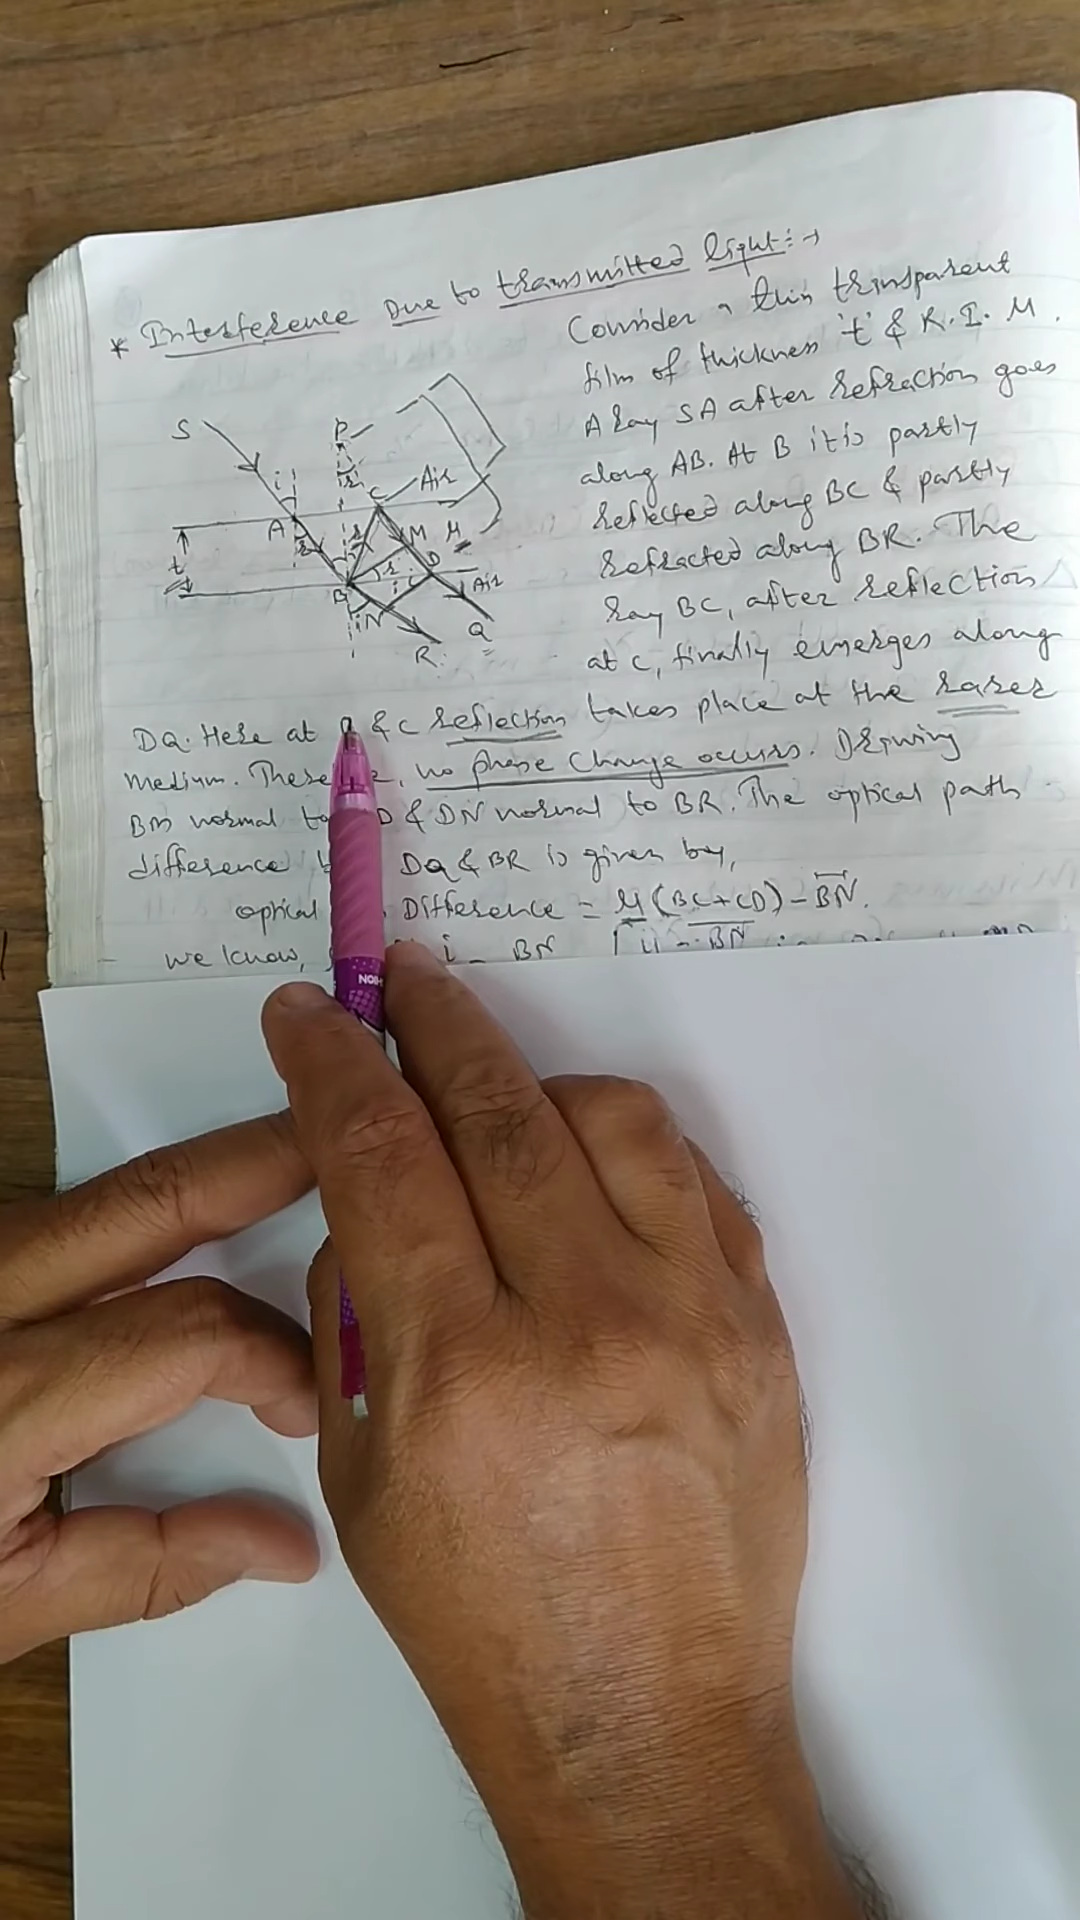 * Interference Due to transmitted light :→
Consider a thin transparent
film of thickness 't' & R.I. μ.
A ray SA after refraction goes
along AB. At B it is partly
reflected along BC & partly
refracted along BR. The
ray BC, after reflection
at C, finally emerges along
DQ. Here at & C reflection takes place at the rarer
medium. no phase change occurs. Drawing
BM normal to D & DN normal to BR. The optical path
difference DQ & BR is given by,
optical Difference = μ(BC+CD) - BN.
we know, i = BN
S
P
i
r
C
Air
A
r
r
M
μ
t
r
D
B
i
Air
i
N
Q
R